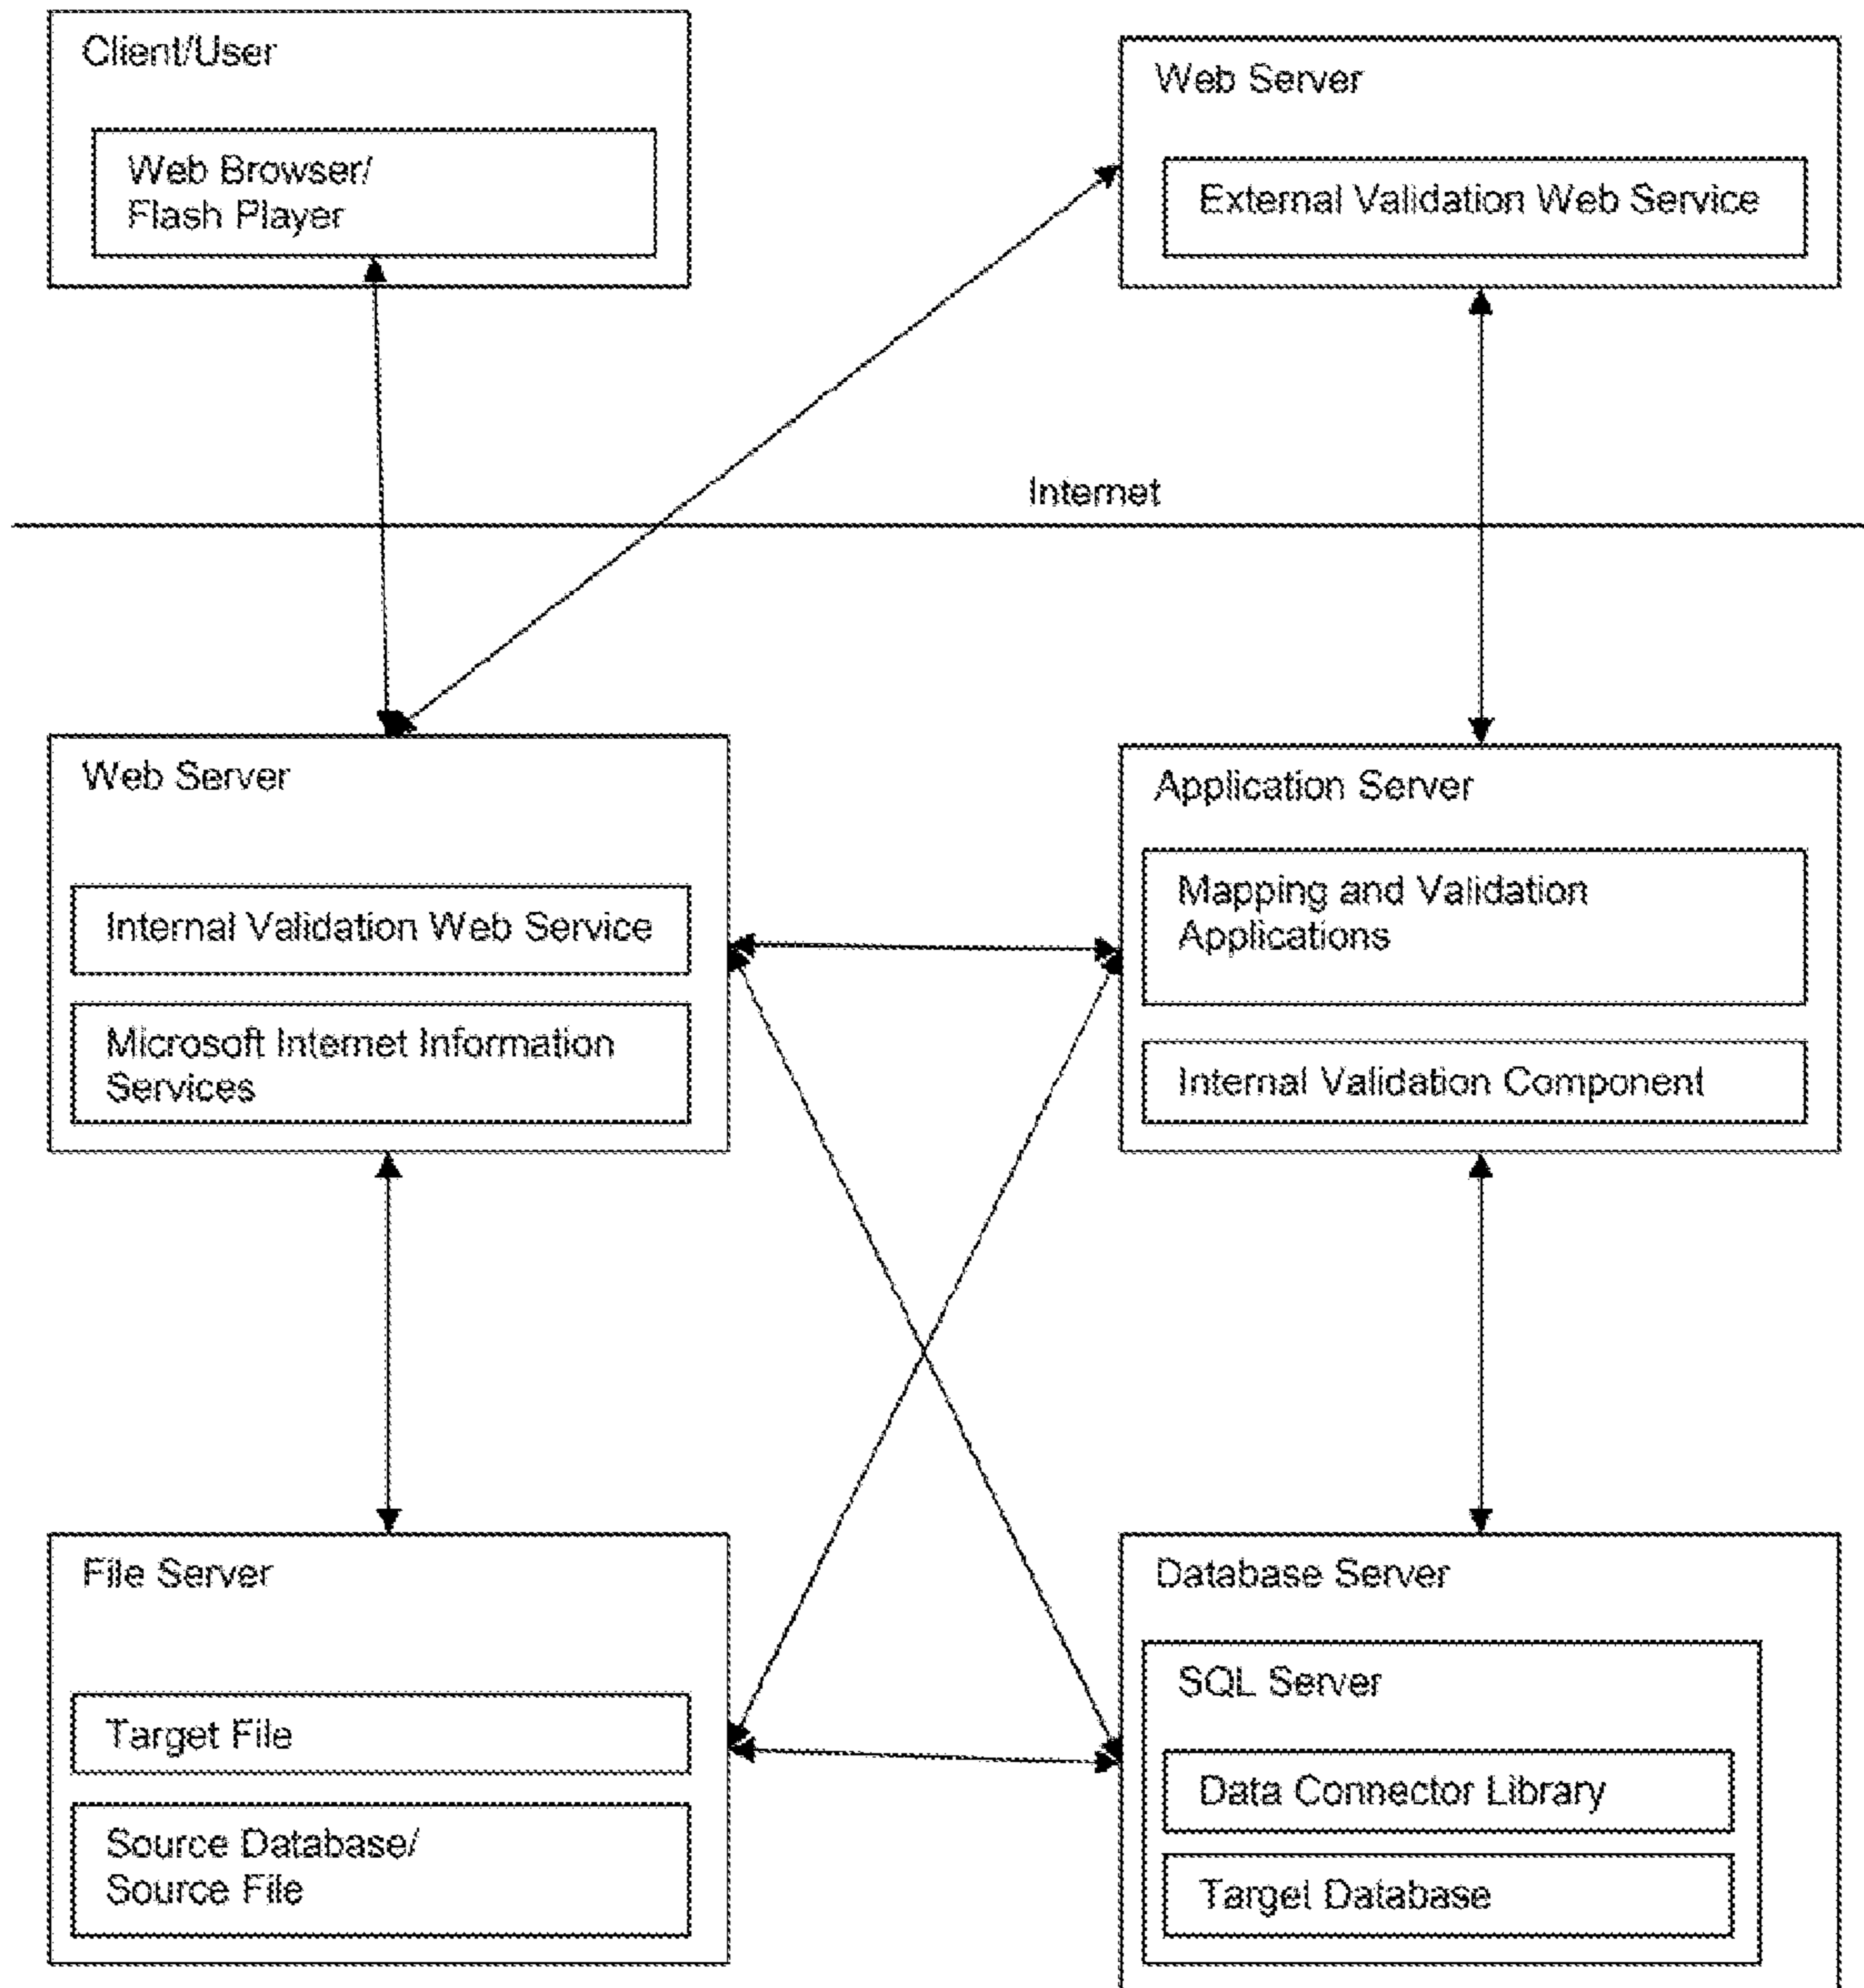 Client/User
Web Browser/
Flash Player
Web Server
External Validation Web Service
Internet
Web Server
Internal Validation Web Service
Microsoft Internet Information
Services
Application Server
Mapping and Validation
Applications
Internal Validation Component
File Server
Target File
Source Database/
Source File
Database Server
SQL Server
Data Connector Library
Target Database